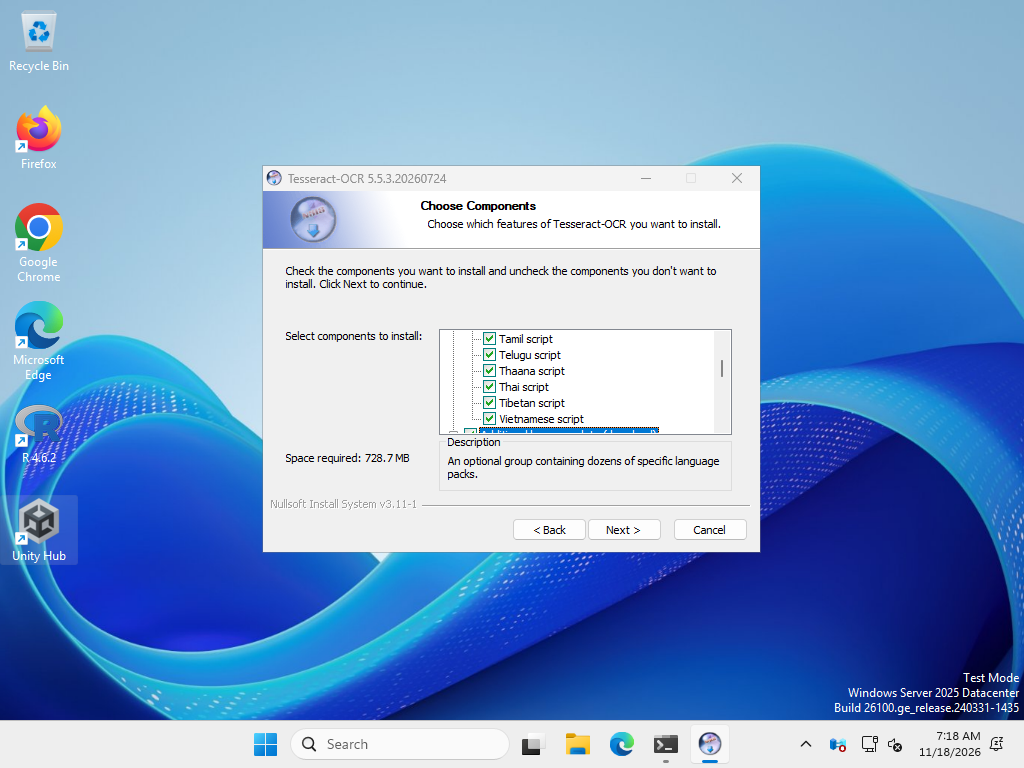 Recycle Bin
Firefox
Google
Chrome
Microsoft
Edge
R 4.6.2
Unity Hub
Tesseract-OCR 5.5.3.20260724
Choose Components
Choose which features of Tesseract-OCR you want to install.
Check the components you want to install and uncheck the components you don't want to
install. Click Next to continue.
Select components to install:
Tamil script
Telugu script
Thaana script
Thai script
Tibetan script
Vietnamese script
Space required: 728.7 MB
Description
An optional group containing dozens of specific language
packs.
Nullsoft Install System v3.11-1
< Back
Next >
Cancel
Test Mode
Windows Server 2025 Datacenter
Build 26100.ge_release.240331-1435
Search
7:18 AM
11/18/2026